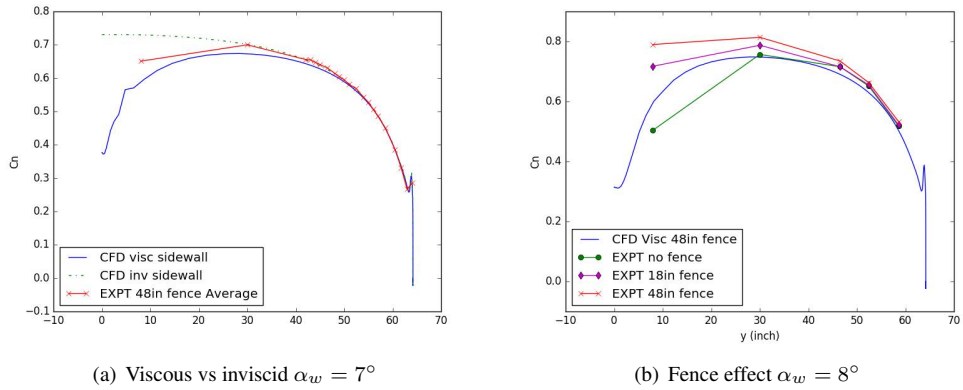 Cn
0.8
0.7
0.6
0.5
0.4
0.3
0.2
0.1
0.0
−0.1
−10 0 10 20 30 40 50 60 70
CFD visc sidewall
CFD inv sidewall
EXPT 48in fence Average
(a) Viscous vs inviscid αw = 7°
Cn
0.8
0.6
0.4
0.2
0.0
−10 0 10 20 30 40 50 60 70
y (inch)
CFD Visc 48in fence
EXPT no fence
EXPT 18in fence
EXPT 48in fence
(b) Fence effect αw = 8°